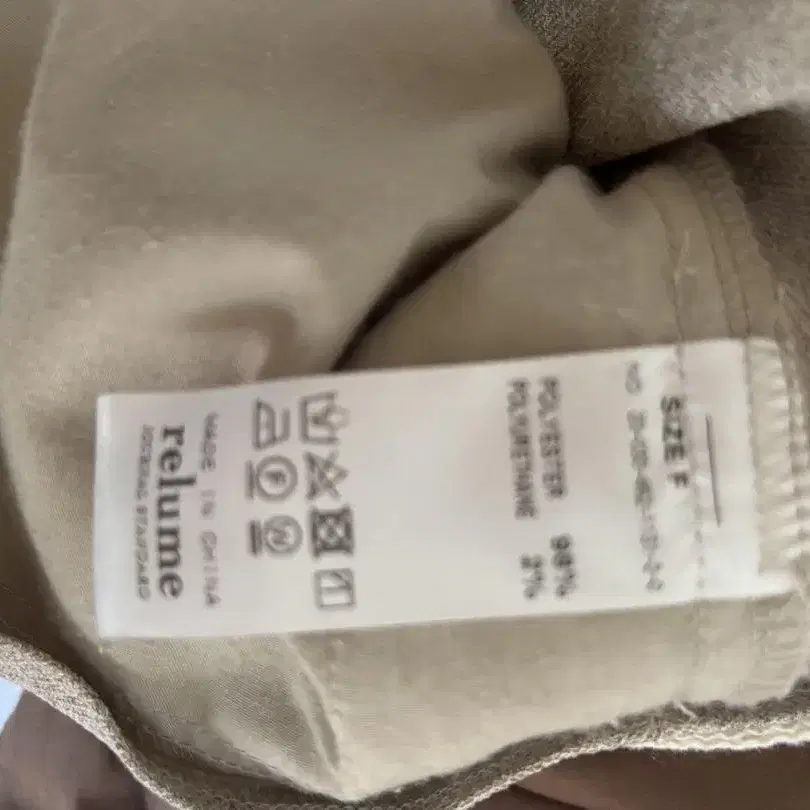 SIZE F
POLYESTER 98%
POLYURETHANE 2%
F
W
MADE IN CHINA
relume
JOURNAL STANDARD